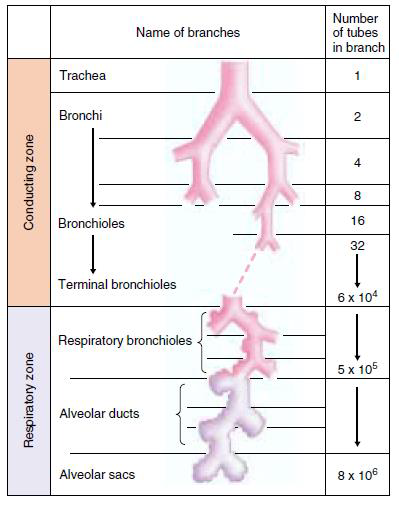 Name of branches
Number
of tubes
in branch
Conducting zone
Trachea
1
Bronchi
2
4
8
Bronchioles
16
32
Terminal bronchioles
6 x 10⁴
Respiratory zone
Respiratory bronchioles
5 x 10⁵
Alveolar ducts
Alveolar sacs
8 x 10⁶